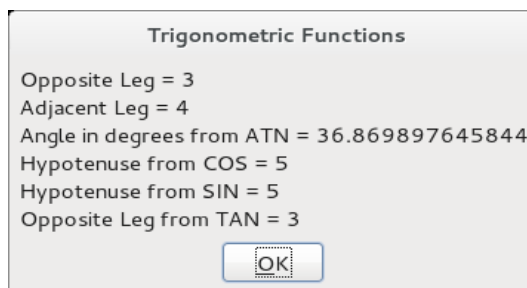 Trigonometric Functions
Opposite Leg = 3
Adjacent Leg = 4
Angle in degrees from ATN = 36.869897645844
Hypotenuse from COS = 5
Hypotenuse from SIN = 5
Opposite Leg from TAN = 3
OK